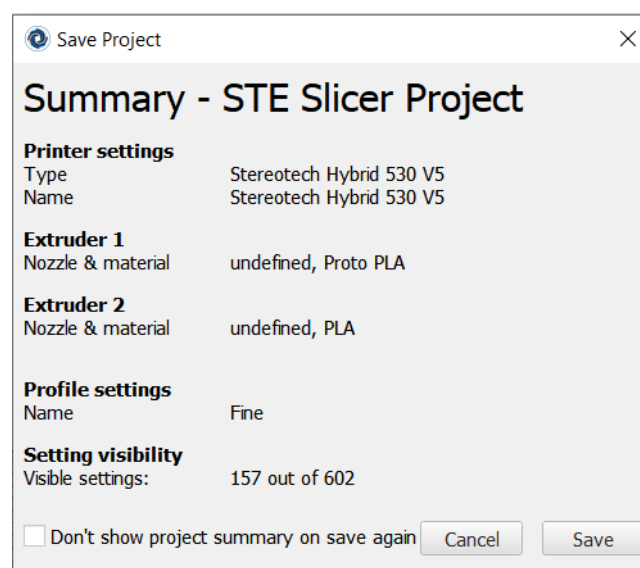 Save Project
Summary - STE Slicer Project
Printer settings
Type Stereotech Hybrid 530 V5
Name Stereotech Hybrid 530 V5
Extruder 1
Nozzle & material undefined, Proto PLA
Extruder 2
Nozzle & material undefined, PLA
Profile settings
Name Fine
Setting visibility
Visible settings: 157 out of 602
Don't show project summary on save again Cancel Save